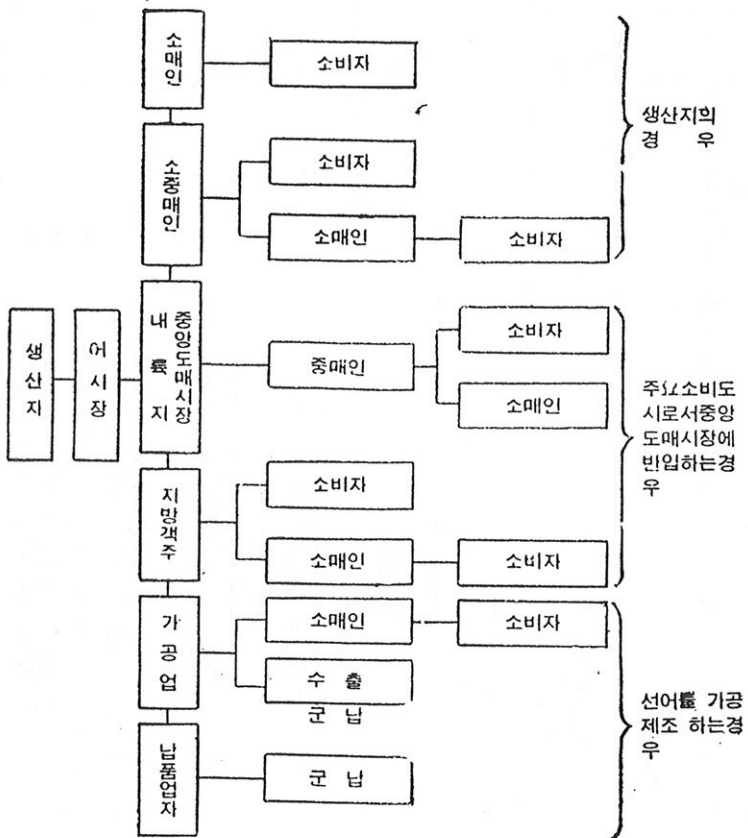 소매인
소비자
생산지의
경 우
소중매인
소비자
소매인
소비자
생산지
어시장
내륙지
중앙도매시장
중매인
소비자
소매인
주요소비도
시로서중앙
도매시장에
반입하는경
우
지방객주
소비자
소매인
소비자
가공업
소매인
소비자
수 출
군 납
선어를 가공
제조 하는경
우
납품업자
군 납